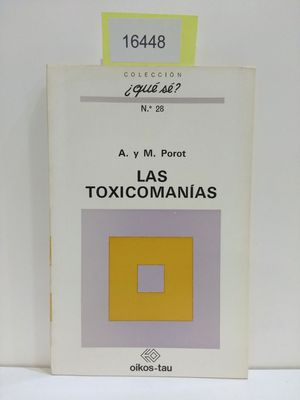 16448
COLECCIÓN
¿qué sé?
N.° 28
A. y M. Porot
LAS
TOXICOMANÍAS
oikos-tau